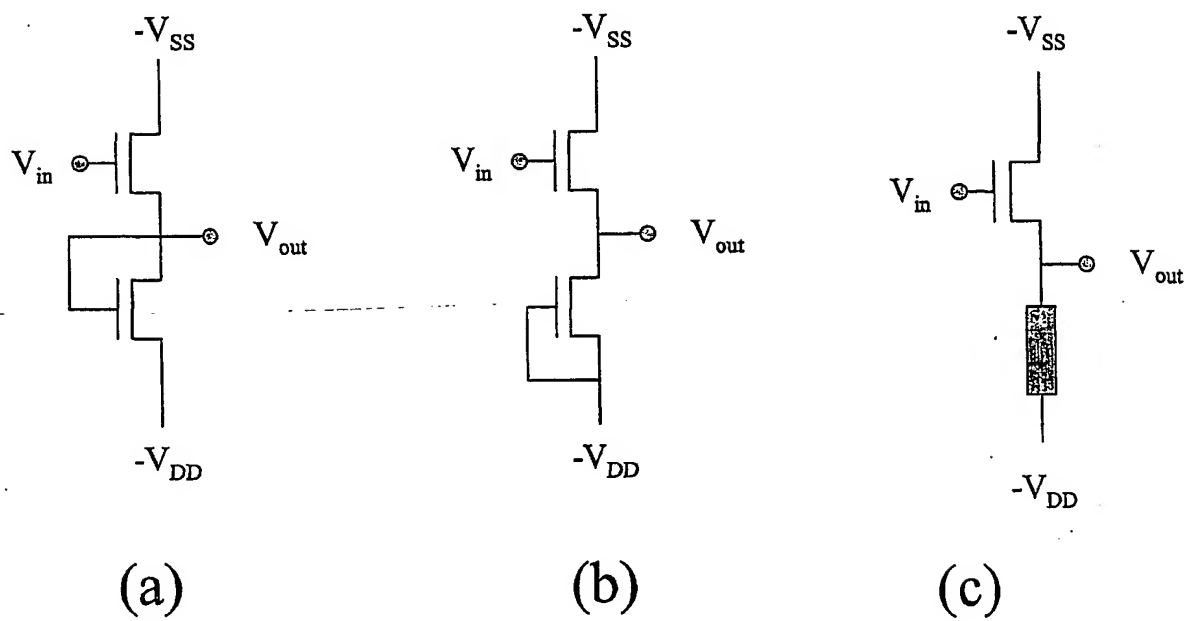 -V_SS
V_in
V_out
-V_DD
(a)
-V_SS
V_in
V_out
-V_DD
(b)
-V_SS
V_in
V_out
-V_DD
(c)